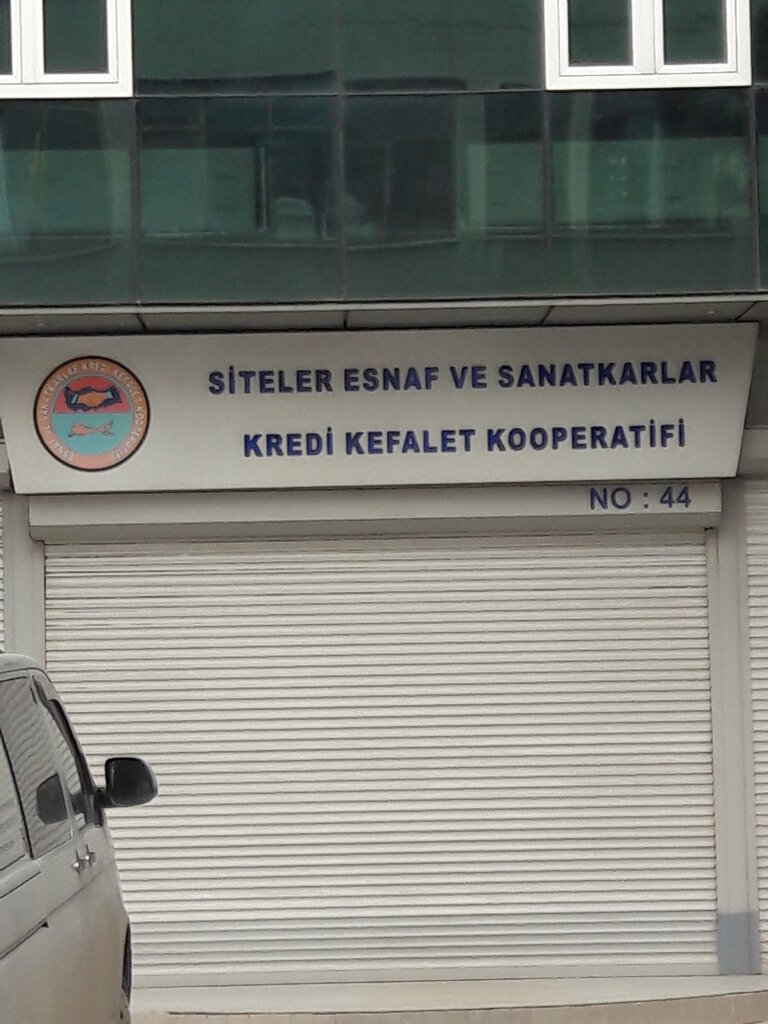 SİTELER ESNAF VE SANATKARLAR
KREDİ KEFALET KOOPERATİFİ
NO : 44